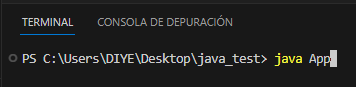 TERMINAL CONSOLA DE DEPURACIÓN
PS C:\Users\DIYE\Desktop\java_test> java App